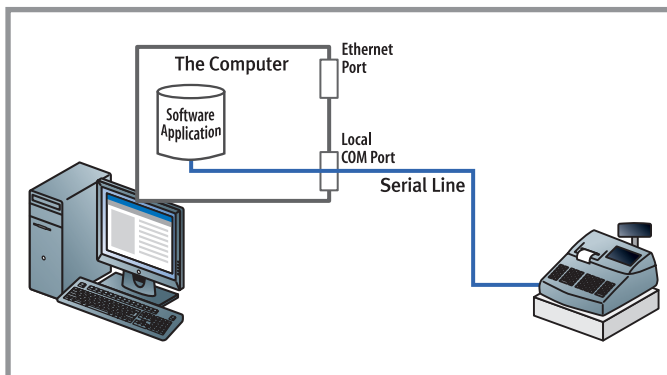 Ethernet
Port
The Computer
Software
Application
Local
COM Port
Serial Line